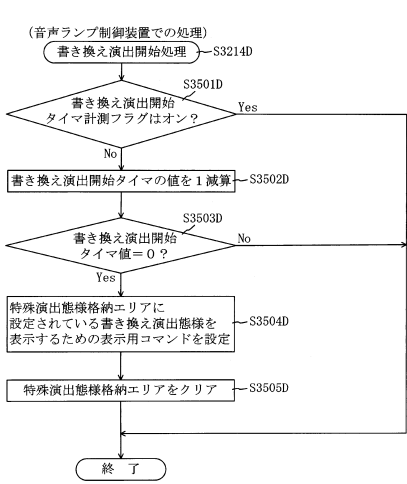 (音声ランプ制御装置での処理)
書き換え演出開始処理 S3214D
S3501D
書き換え演出開始
タイマ計測フラグはオン？
Yes
No
書き換え演出開始タイマの値を１減算 S3502D
S3503D
書き換え演出開始
タイマ値＝０？
No
Yes
特殊演出態様格納エリアに
設定されている書き換え演出態様を
表示するための表示用コマンドを設定
S3504D
特殊演出態様格納エリアをクリア S3505D
終 了